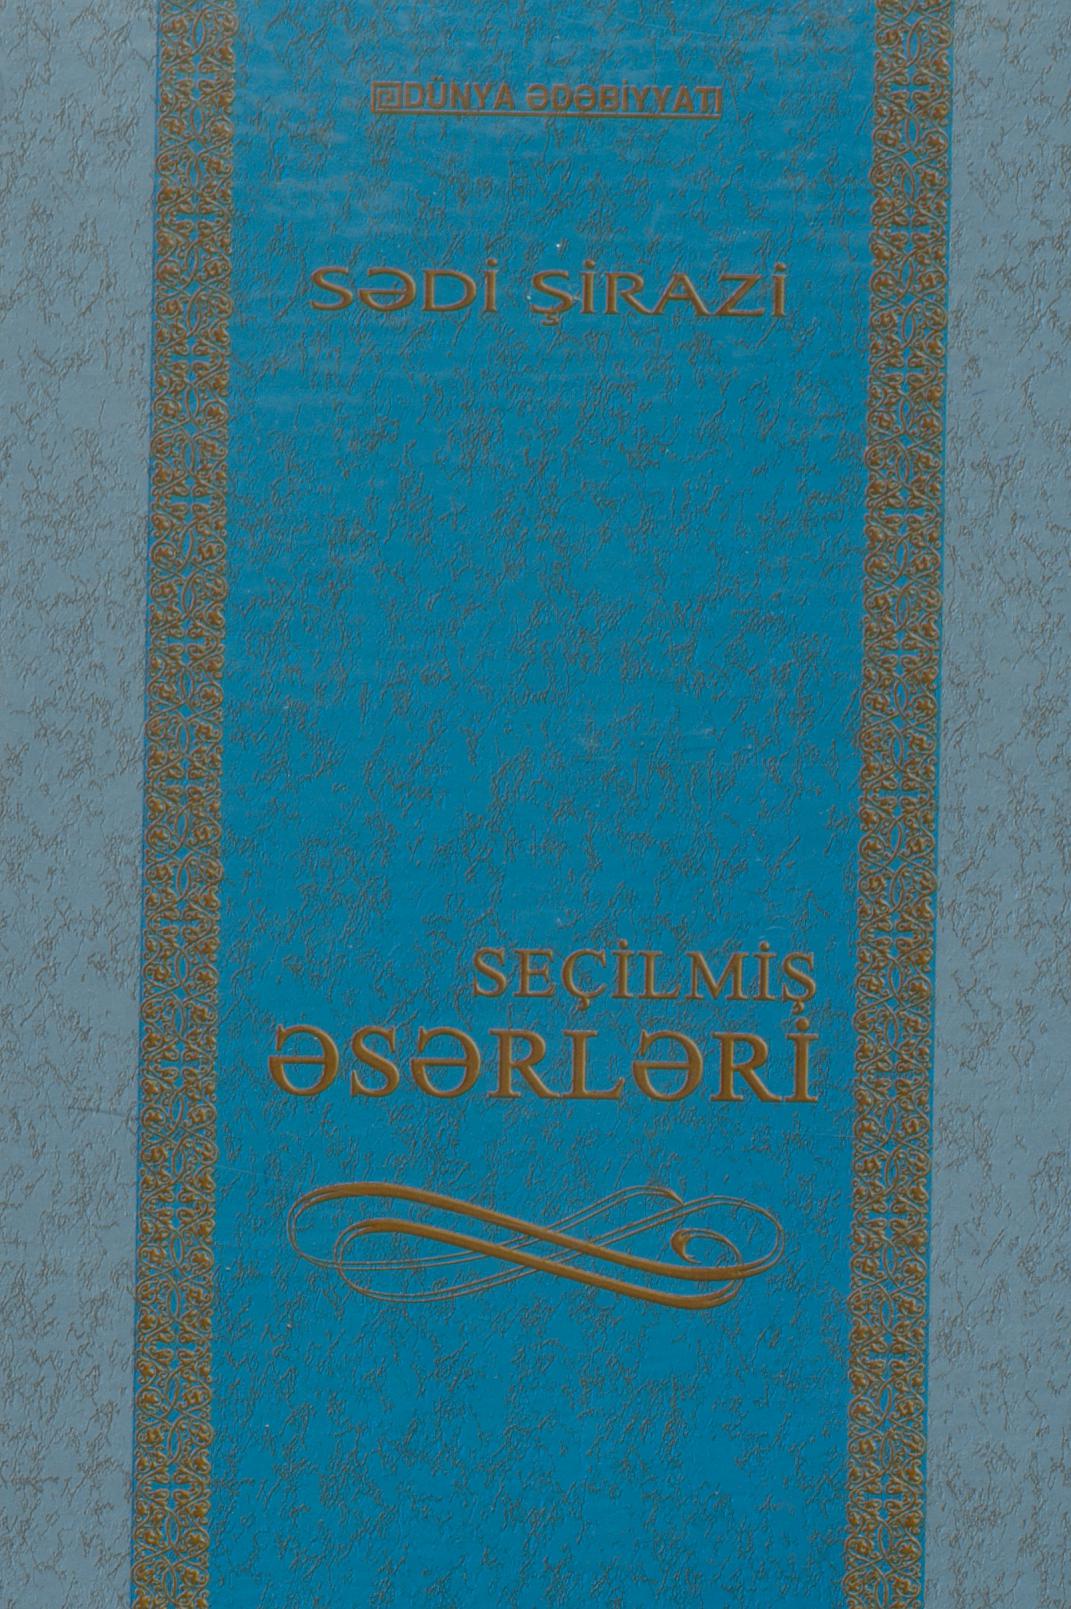 DÜNYA ƏDƏBİYYATI
SƏDİ ŞİRAZİ
SEÇİLMİŞ
ƏSƏRLƏRİ